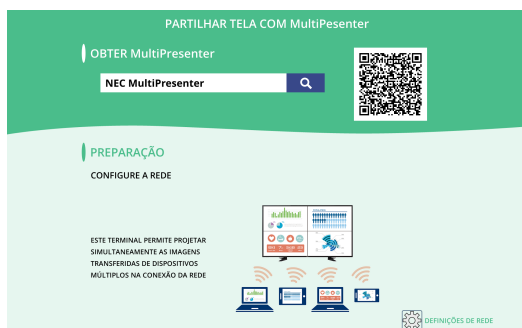 PARTILHAR TELA COM MultiPesenter
OBTER MultiPresenter
NEC MultiPresenter
PREPARAÇÃO
CONFIGURE A REDE
ESTE TERMINAL PERMITE PROJETAR
SIMULTANEAMENTE AS IMAGENS
TRANSFERIDAS DE DISPOSITIVOS
MÚLTIPLOS NA CONEXÃO DA REDE
DEFINIÇÕES DE REDE